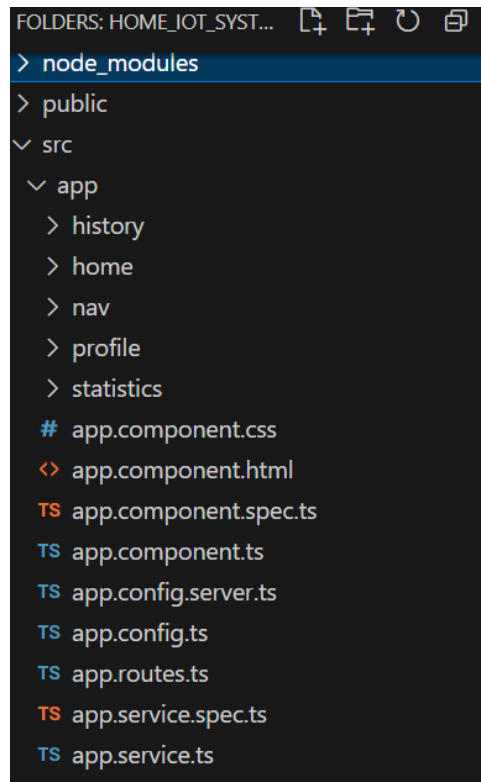 FOLDERS: HOME_IOT_SYST...
node_modules
public
src
app
history
home
nav
profile
statistics
# app.component.css
<> app.component.html
TS app.component.spec.ts
TS app.component.ts
TS app.config.server.ts
TS app.config.ts
TS app.routes.ts
TS app.service.spec.ts
TS app.service.ts